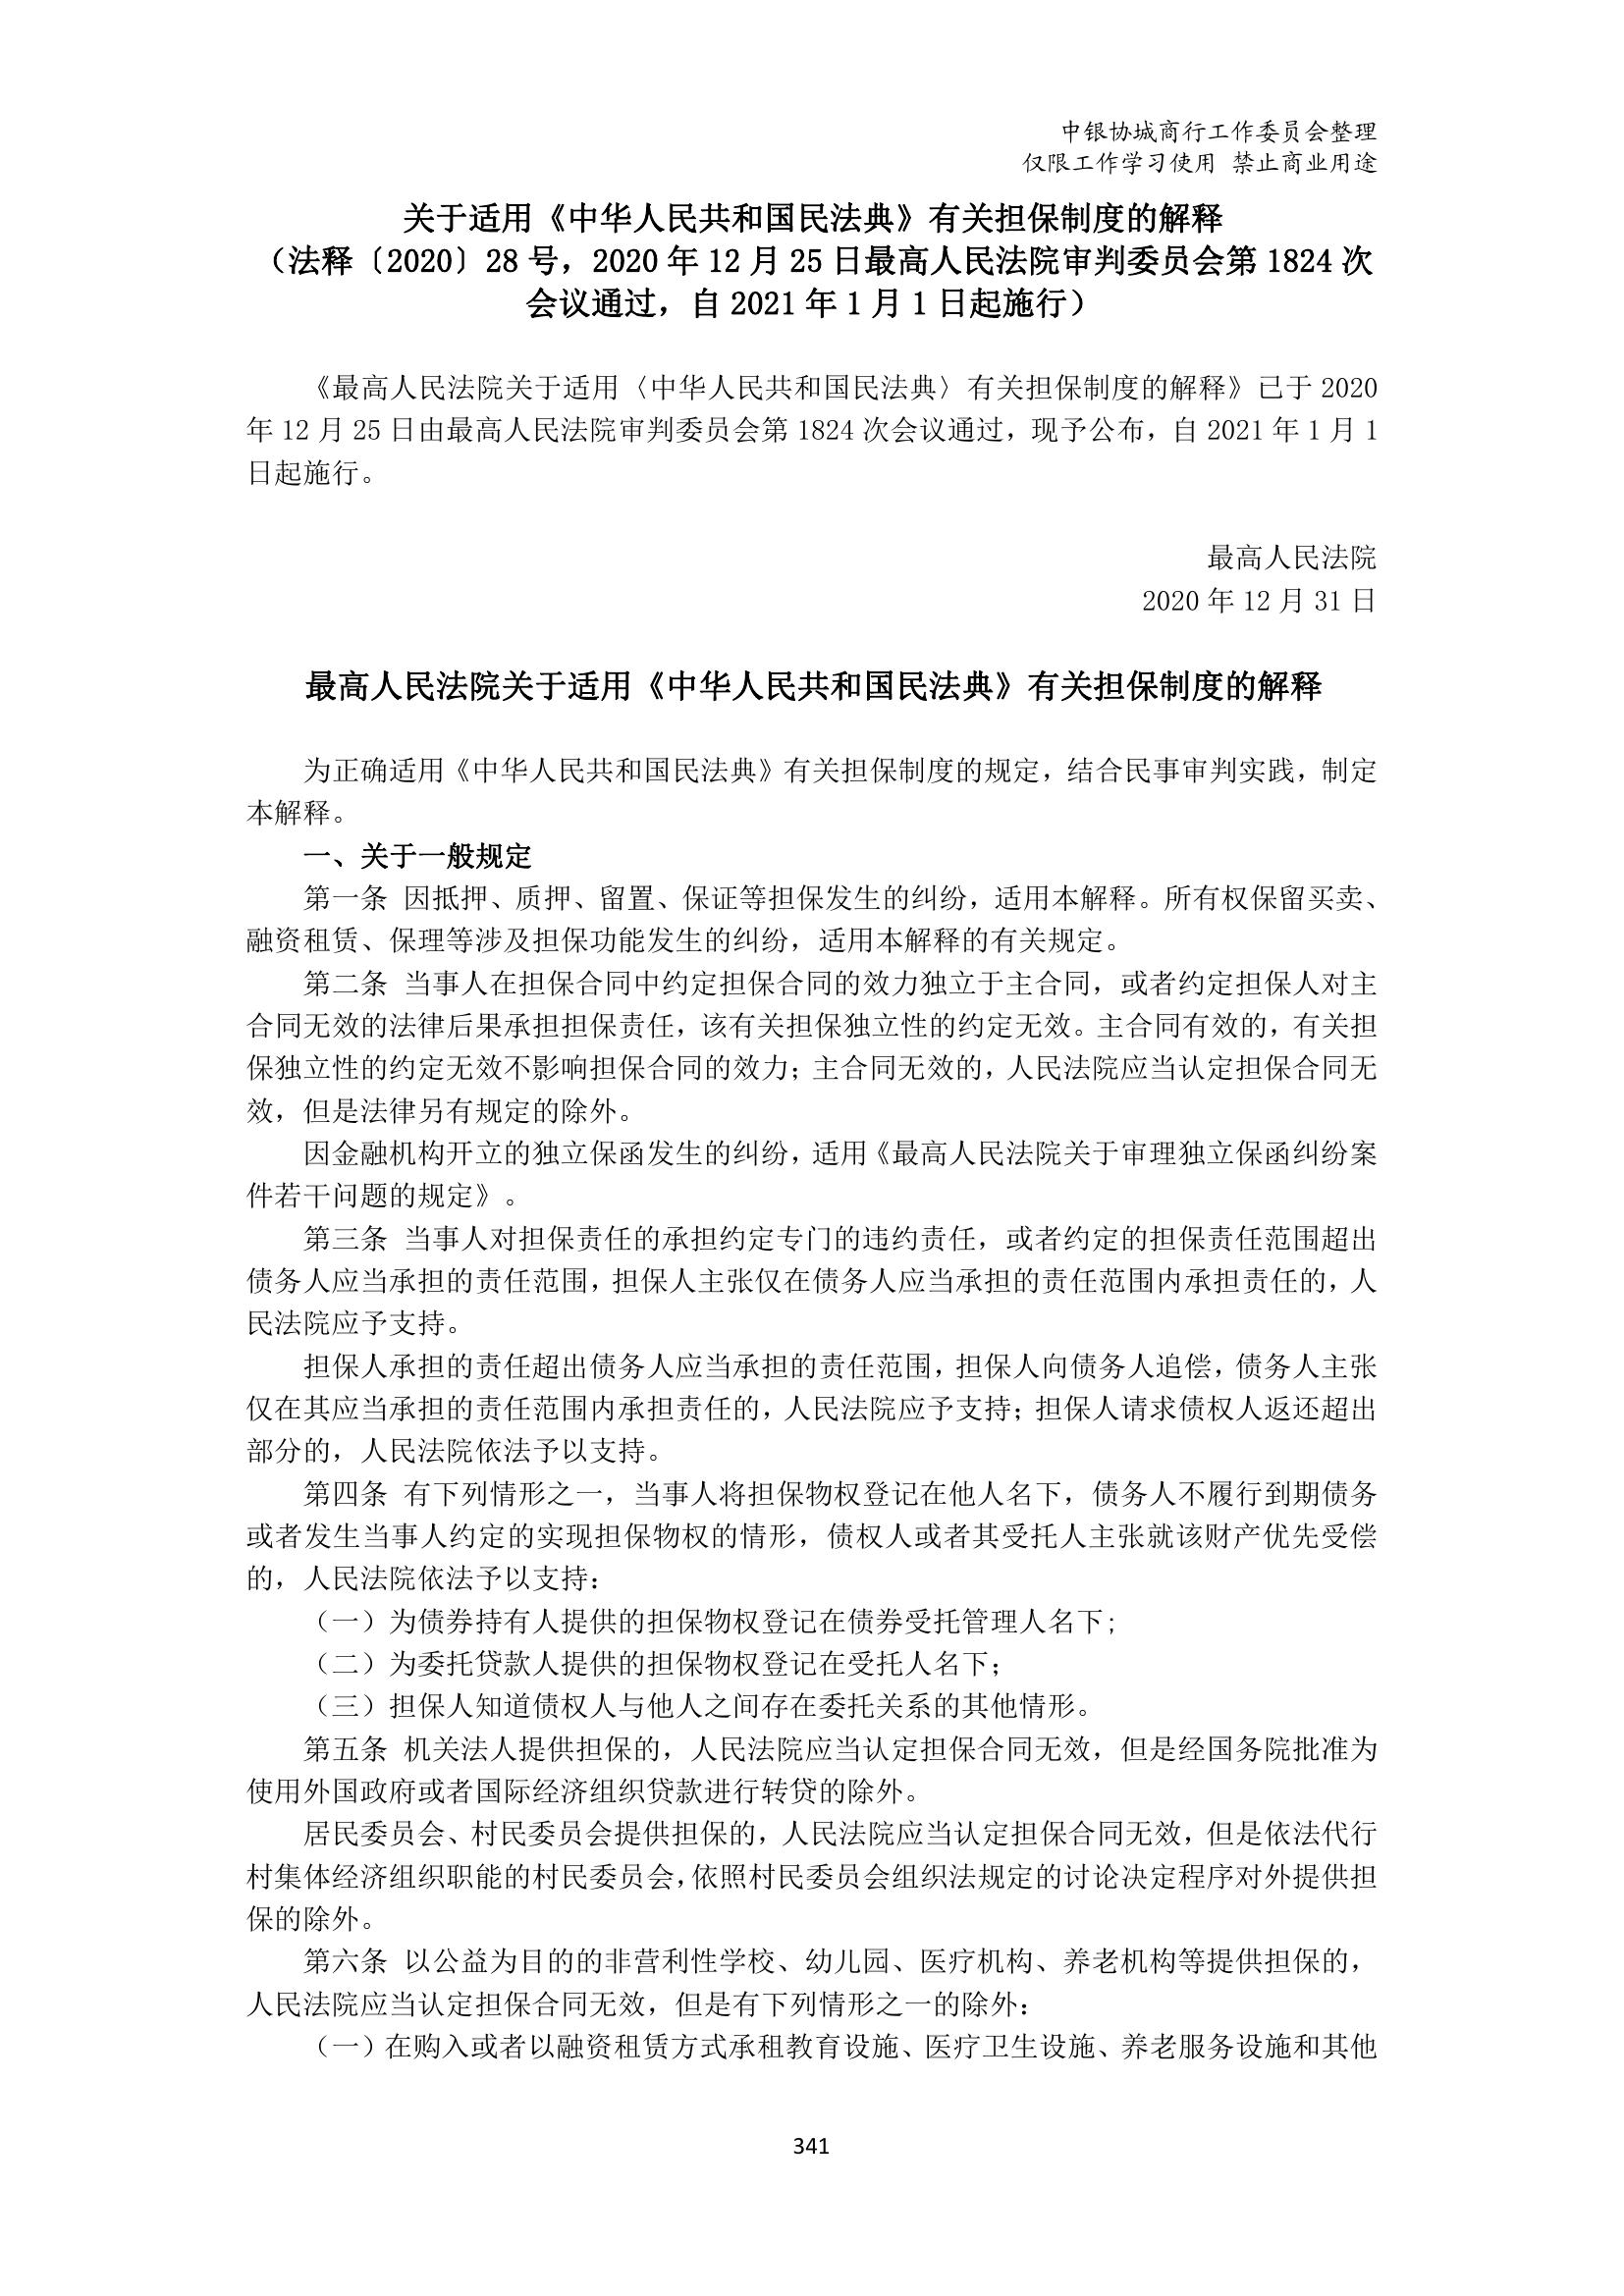 中银协城商行工作委员会整理
仅限工作学习使用 禁止商业用途
关于适用《中华人民共和国民法典》有关担保制度的解释
（法释〔2020〕28 号，2020 年 12 月 25 日最高人民法院审判委员会第 1824 次
会议通过，自 2021 年 1 月 1 日起施行）
《最高人民法院关于适用〈中华人民共和国民法典〉有关担保制度的解释》已于 2020
年 12 月 25 日由最高人民法院审判委员会第 1824 次会议通过，现予公布，自 2021 年 1 月 1
日起施行。
最高人民法院
2020 年 12 月 31 日
最高人民法院关于适用《中华人民共和国民法典》有关担保制度的解释
为正确适用《中华人民共和国民法典》有关担保制度的规定，结合民事审判实践，制定
本解释。
一、关于一般规定
第一条 因抵押、质押、留置、保证等担保发生的纠纷，适用本解释。所有权保留买卖、
融资租赁、保理等涉及担保功能发生的纠纷，适用本解释的有关规定。
第二条 当事人在担保合同中约定担保合同的效力独立于主合同，或者约定担保人对主
合同无效的法律后果承担担保责任，该有关担保独立性的约定无效。主合同有效的，有关担
保独立性的约定无效不影响担保合同的效力；主合同无效的，人民法院应当认定担保合同无
效，但是法律另有规定的除外。
因金融机构开立的独立保函发生的纠纷，适用《最高人民法院关于审理独立保函纠纷案
件若干问题的规定》。
第三条 当事人对担保责任的承担约定专门的违约责任，或者约定的担保责任范围超出
债务人应当承担的责任范围，担保人主张仅在债务人应当承担的责任范围内承担责任的，人
民法院应予支持。
担保人承担的责任超出债务人应当承担的责任范围，担保人向债务人追偿，债务人主张
仅在其应当承担的责任范围内承担责任的，人民法院应予支持；担保人请求债权人返还超出
部分的，人民法院依法予以支持。
第四条 有下列情形之一，当事人将担保物权登记在他人名下，债务人不履行到期债务
或者发生当事人约定的实现担保物权的情形，债权人或者其受托人主张就该财产优先受偿
的，人民法院依法予以支持：
（一）为债券持有人提供的担保物权登记在债券受托管理人名下；
（二）为委托贷款人提供的担保物权登记在受托人名下；
（三）担保人知道债权人与他人之间存在委托关系的其他情形。
第五条 机关法人提供担保的，人民法院应当认定担保合同无效，但是经国务院批准为
使用外国政府或者国际经济组织贷款进行转贷的除外。
居民委员会、村民委员会提供担保的，人民法院应当认定担保合同无效，但是依法代行
村集体经济组织职能的村民委员会，依照村民委员会组织法规定的讨论决定程序对外提供担
保的除外。
第六条 以公益为目的的非营利性学校、幼儿园、医疗机构、养老机构等提供担保的，
人民法院应当认定担保合同无效，但是有下列情形之一的除外：
（一）在购入或者以融资租赁方式承租教育设施、医疗卫生设施、养老服务设施和其他
341